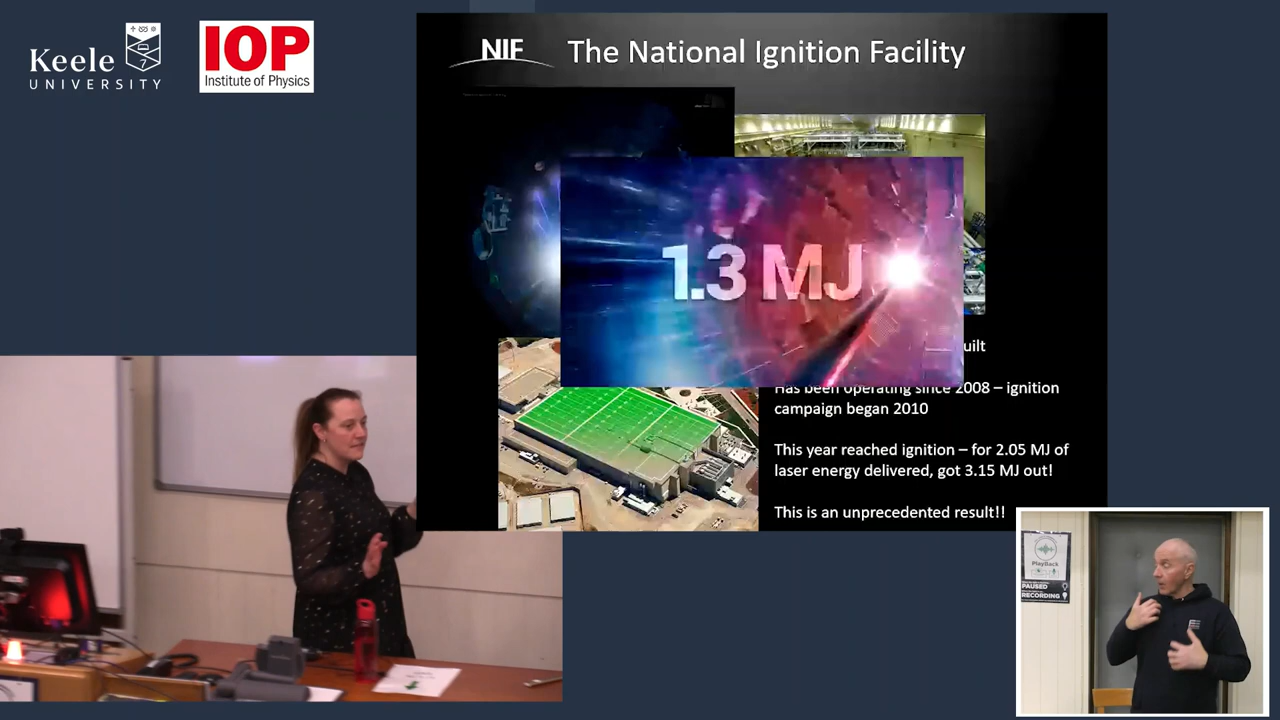 Keele
UNIVERSITY
IOP
Institute of Physics
NIF
The National Ignition Facility
1.3 MJ
uilt
Has been operating since 2008 – ignition
campaign began 2010
This year reached ignition – for 2.05 MJ of
laser energy delivered, got 3.15 MJ out!
This is an unprecedented result!!
PlayBack
PAUSED
RECORDING